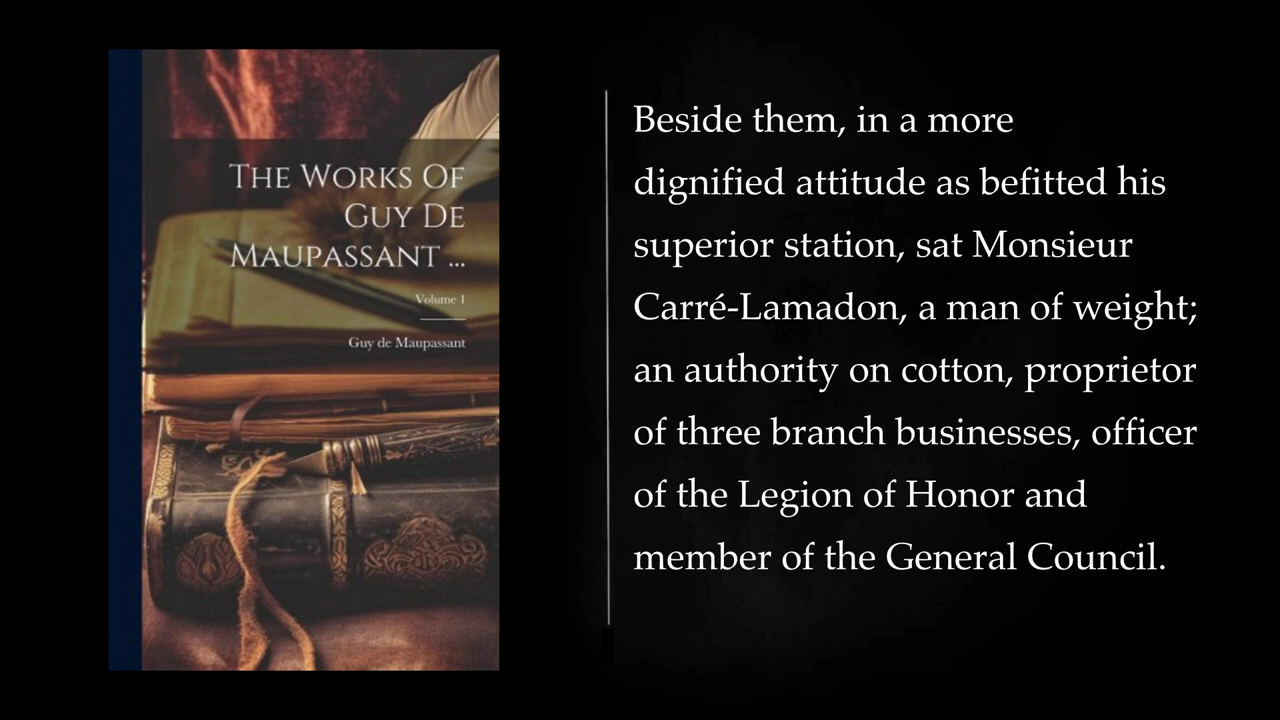 The Works Of
Guy De
Maupassant ...
Volume 1
Guy de Maupassant
Beside them, in a more
dignified attitude as befitted his
superior station, sat Monsieur
Carré-Lamadon, a man of weight;
an authority on cotton, proprietor
of three branch businesses, officer
of the Legion of Honor and
member of the General Council.